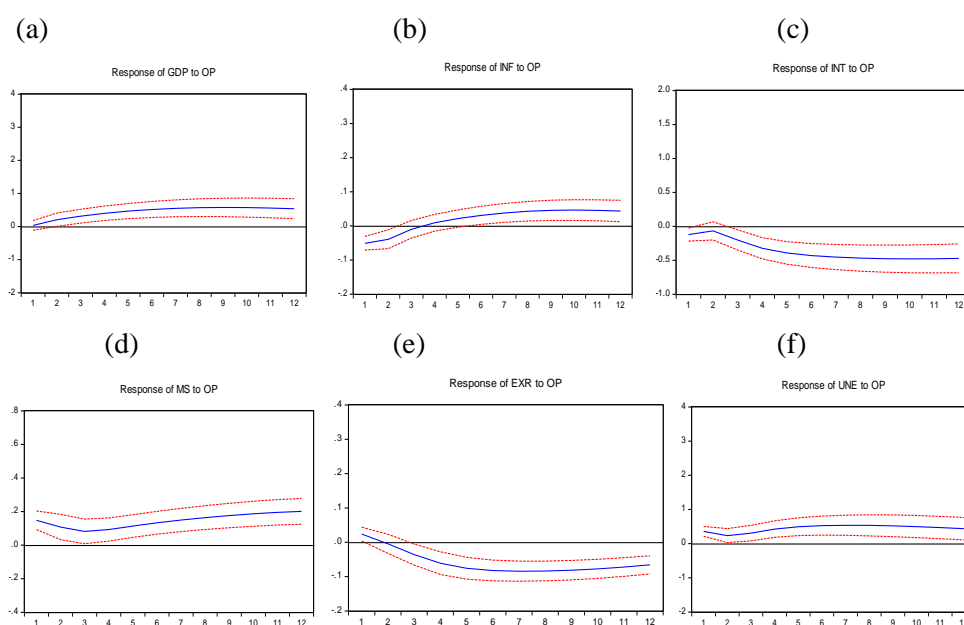 (a)
(b)
(c)
Response of GDP to OP
4
3
2
1
0
-1
-2
1 2 3 4 5 6 7 8 9 10 11 12
Response of INF to OP
.4
.3
.2
.1
.0
-.1
-.2
1 2 3 4 5 6 7 8 9 10 11 12
Response of INT to OP
2.0
1.5
1.0
0.5
0.0
-0.5
-1.0
1 2 3 4 5 6 7 8 9 10 11 12
(d)
(e)
(f)
Response of MS to OP
.8
.6
.4
.2
.0
-.2
-.4
1 2 3 4 5 6 7 8 9 10 11 12
Response of EXR to OP
.4
.3
.2
.1
.0
-.1
-.2
1 2 3 4 5 6 7 8 9 10 11 12
Response of UNE to OP
4
3
2
1
0
-1
-2
1 2 3 4 5 6 7 8 9 10 11